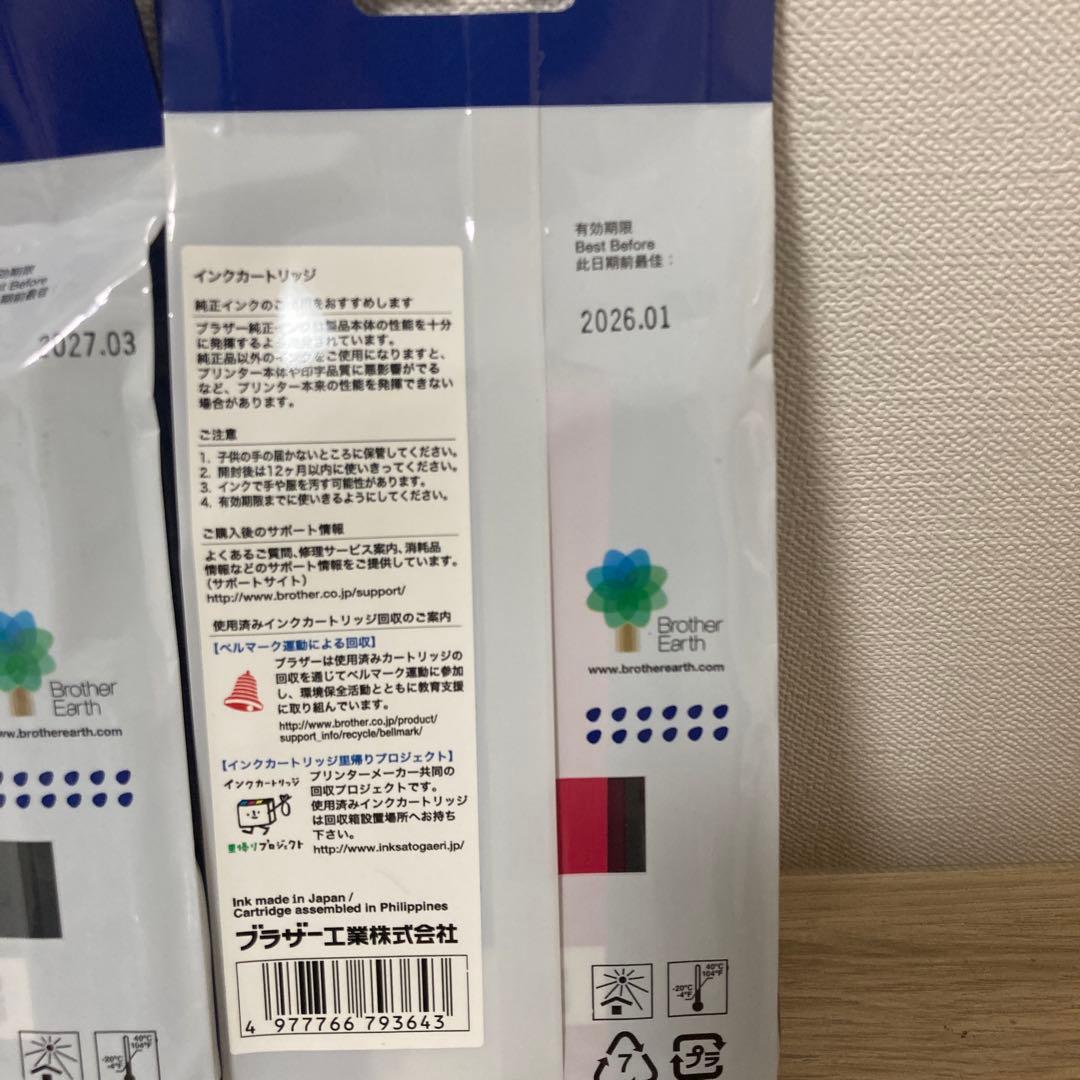 効期限
t Before
期前最佳
2027.03
Brother
Earth
w.brotherearth.com
40°C
104°F
-20°C
-4°F
インクカートリッジ
純正インクのご 用をおすすめします
ブラザー純正インクは製品本体の性能を十分
に発揮するよ されています。
純正品以外のインクをご使用になりますと、
プリンター本体や印字品質に悪影響がでる
など、プリンター本来の性能を発揮できない
場合があります。
ご注意
1. 子供の手の届かないところに保管してください。
2. 開封後は12ヶ月以内に使いきってください。
3. インクで手や服を汚す可能性があります。
4. 有効期限までに使いきるようにしてください。
ご購入後のサポート情報
よくあるご質問、修理サービス案内、消耗品
情報などのサポート情報をご提供しています。
(サポートサイト)
http://www.brother.co.jp/support/
使用済みインクカートリッジ回収のご案内
【ベルマーク運動による回収】
ブラザーは使用済みカートリッジの
回収を通じてベルマーク運動に参加
し、環境保全活動とともに教育支援
に取り組んでいます。
http://www.brother.co.jp/product/
support_info/recycle/bellmark/
【インクカートリッジ里帰りプロジェクト】
インクカートリッジ
里帰りプロジェクト
プリンターメーカー共同の
回収プロジェクトです。
使用済みインクカートリッジ
は回収箱設置場所へお持ち
下さい。
http://www.inksatogaeri.jp/
Ink made in Japan /
Cartridge assembled in Philippines
ブラザー工業株式会社
4 977766 793643
有効期限
Best Before
此日期前最佳：
2026.01
Brother
Earth
www.brotherearth.com
40°C
104°F
-20°C
-4°F
7
プラ